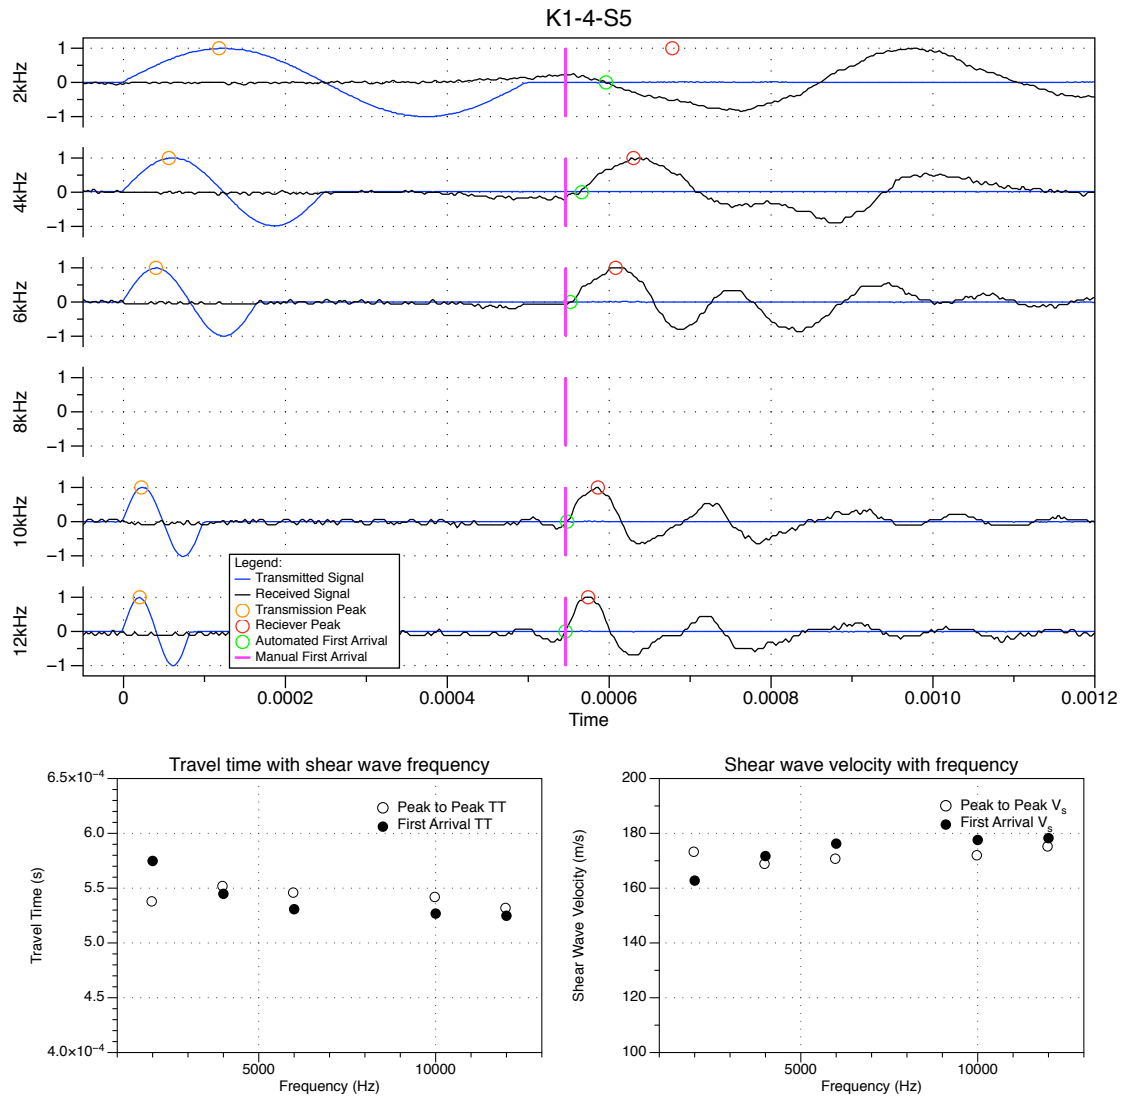 K1-4-S5
2kHz
1
0
−1
4kHz
1
0
−1
6kHz
1
0
−1
8kHz
1
0
−1
10kHz
1
0
−1
12kHz
1
0
−1
Legend:
Transmitted Signal
Received Signal
Transmission Peak
Reciever Peak
Automated First Arrival
Manual First Arrival
0 0.0002 0.0004 0.0006 0.0008 0.0010 0.0012
Time
Travel time with shear wave frequency
6.5×10⁻⁴
6.0
5.5
5.0
4.5
4.0×10⁻⁴
Travel Time (s)
Peak to Peak TT
First Arrival TT
5000 10000
Frequency (Hz)
Shear wave velocity with frequency
200
180
160
140
120
100
Shear Wave Velocity (m/s)
Peak to Peak Vₛ
First Arrival Vₛ
5000 10000
Frequency (Hz)